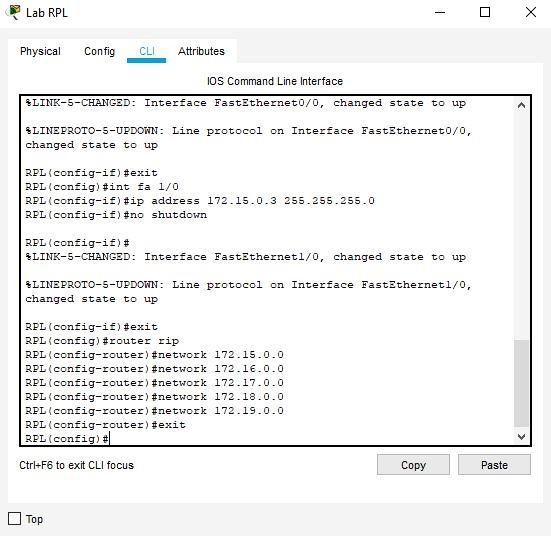 Lab RPL
Physical Config CLI Attributes
IOS Command Line Interface
%LINK-5-CHANGED: Interface FastEthernet0/0, changed state to up
%LINEPROTO-5-UPDOWN: Line protocol on Interface FastEthernet0/0,
changed state to up
RPL(config-if)#exit
RPL(config)#int fa 1/0
RPL(config-if)#ip address 172.15.0.3 255.255.255.0
RPL(config-if)#no shutdown
RPL(config-if)#
%LINK-5-CHANGED: Interface FastEthernet1/0, changed state to up
%LINEPROTO-5-UPDOWN: Line protocol on Interface FastEthernet1/0,
changed state to up
RPL(config-if)#exit
RPL(config)#router rip
RPL(config-router)#network 172.15.0.0
RPL(config-router)#network 172.16.0.0
RPL(config-router)#network 172.17.0.0
RPL(config-router)#network 172.18.0.0
RPL(config-router)#network 172.19.0.0
RPL(config-router)#exit
RPL(config)#
Ctrl+F6 to exit CLI focus
Copy Paste
Top